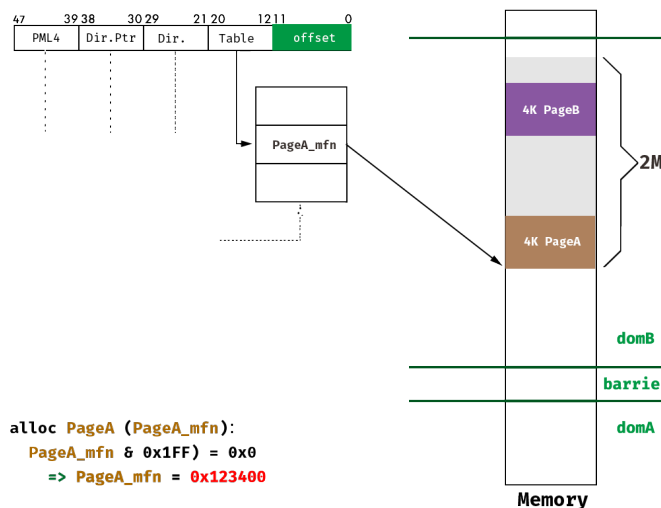 47 39 38 30 29 21 20 12 11 0
PML4 Dir.Ptr Dir. Table offset
PageA_mfn
4K PageB
2M
4K PageA
domB
barrie
domA
alloc PageA (PageA_mfn):
PageA_mfn & 0x1FF) = 0x0
=> PageA_mfn = 0x123400
Memory